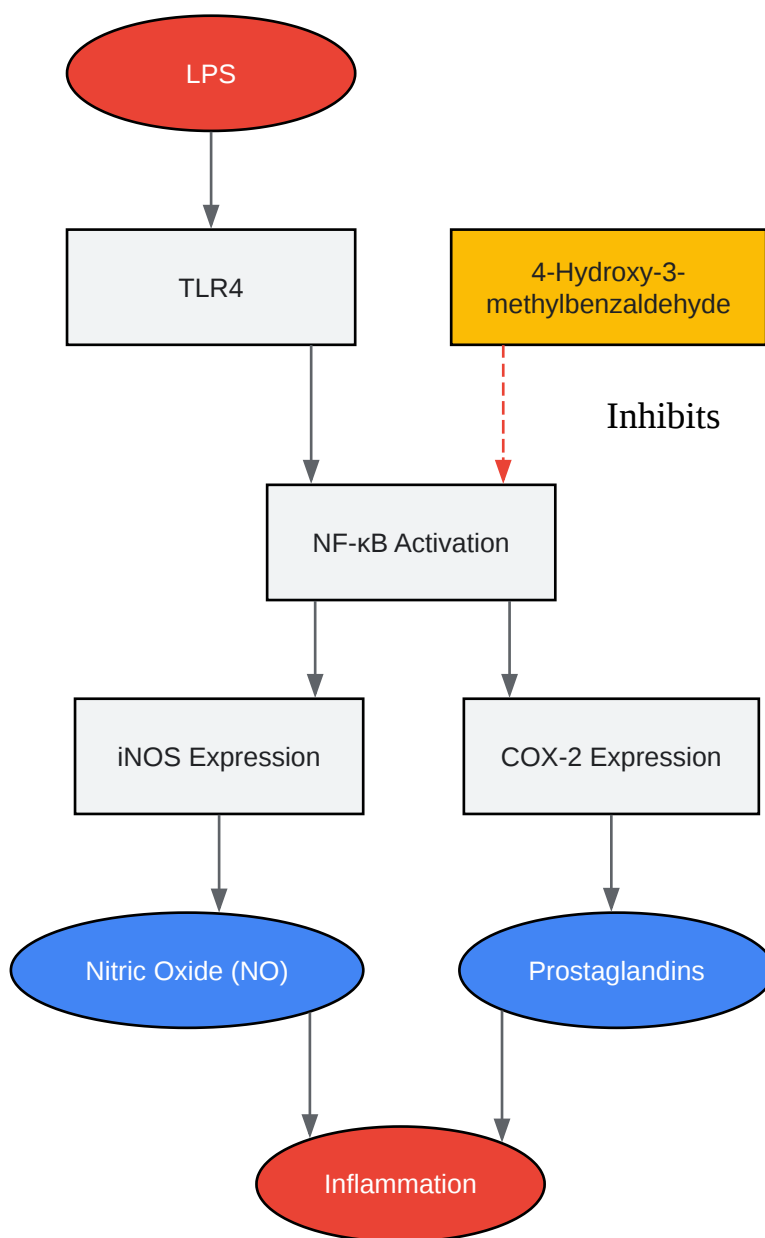 LPS
TLR4
4-Hydroxy-3-
methylbenzaldehyde
Inhibits
NF-κB Activation
iNOS Expression
COX-2 Expression
Nitric Oxide (NO)
Prostaglandins
Inflammation